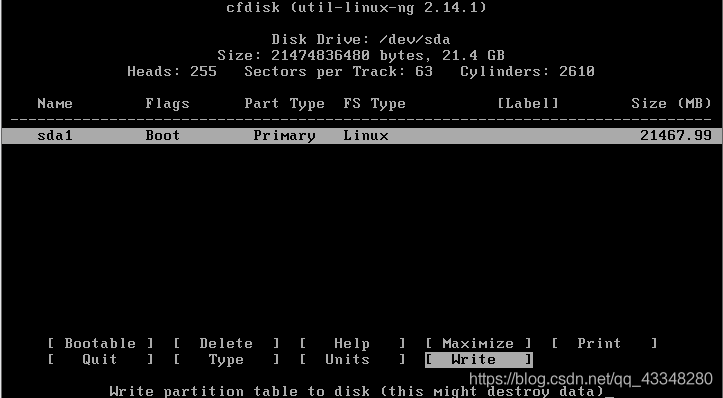 cfdisk (util-linux-ng 2.14.1)
Disk Drive: /dev/sda
Size: 21474836480 bytes, 21.4 GB
Heads: 255   Sectors per Track: 63   Cylinders: 2610
Name   Flags   Part Type   FS Type   [Label]   Size (MB)
sda1   Boot   Primary   Linux   21467.99
[ Bootable ]   [ Delete ]   [ Help ]   [ Maximize ]   [ Print ]
[ Quit ]   [ Type ]   [ Units ]   [ Write ]
https://blog.csdn.net/qq_43348280
Write partition table to disk (this might destroy data)_